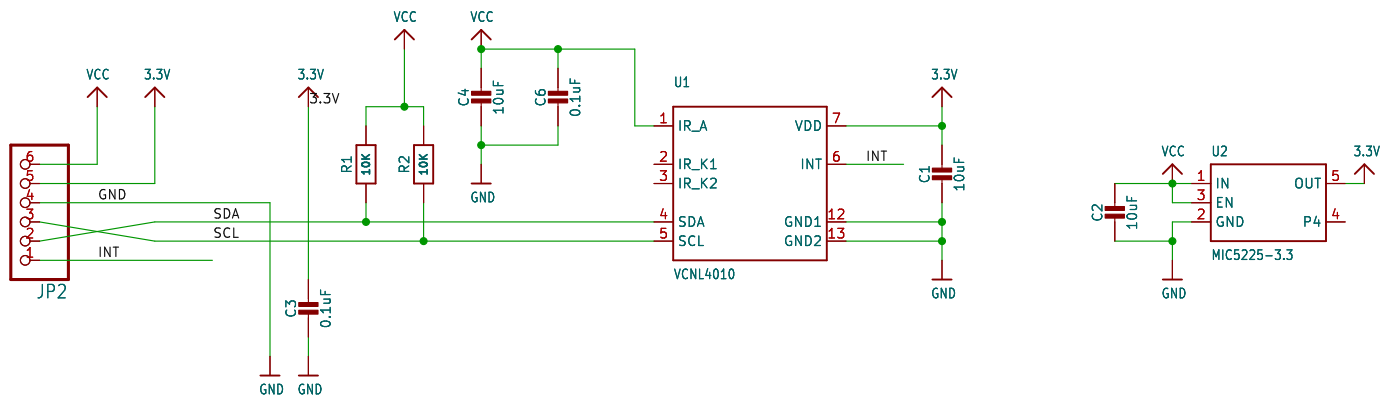 VCC
VCC
VCC
3.3V
3.3V
3.3V
U1
3.3V
C4
10uF
C6
0.1uF
1
IR_A
VDD
7
2
IR_K1
INT
6
INT
3
IR_K2
4
SDA
GND1
12
5
SCL
GND2
13
VCNL4010
C1
10uF
GND
GND
R1
10K
R2
10K
6
5
4
GND
3
SDA
2
SCL
1
INT
JP2
C3
0.1uF
GND
GND
VCC
U2
3.3V
C2
10uF
1
IN
OUT
5
3
EN
2
GND
P4
4
MIC5225-3.3
GND